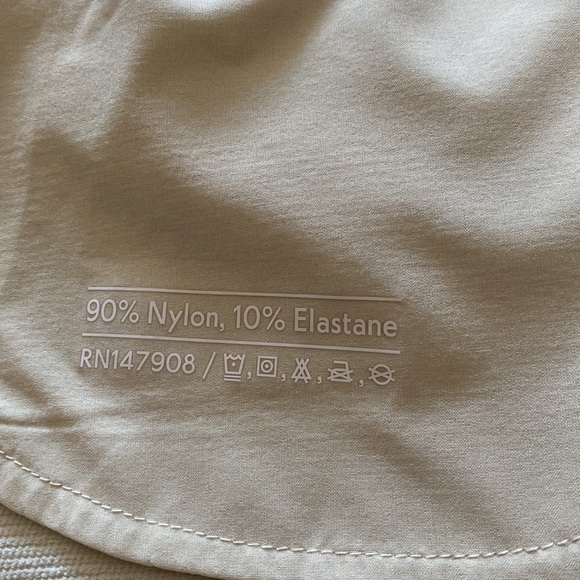 90% Nylon, 10% Elastane
RN147908 / , , , ,